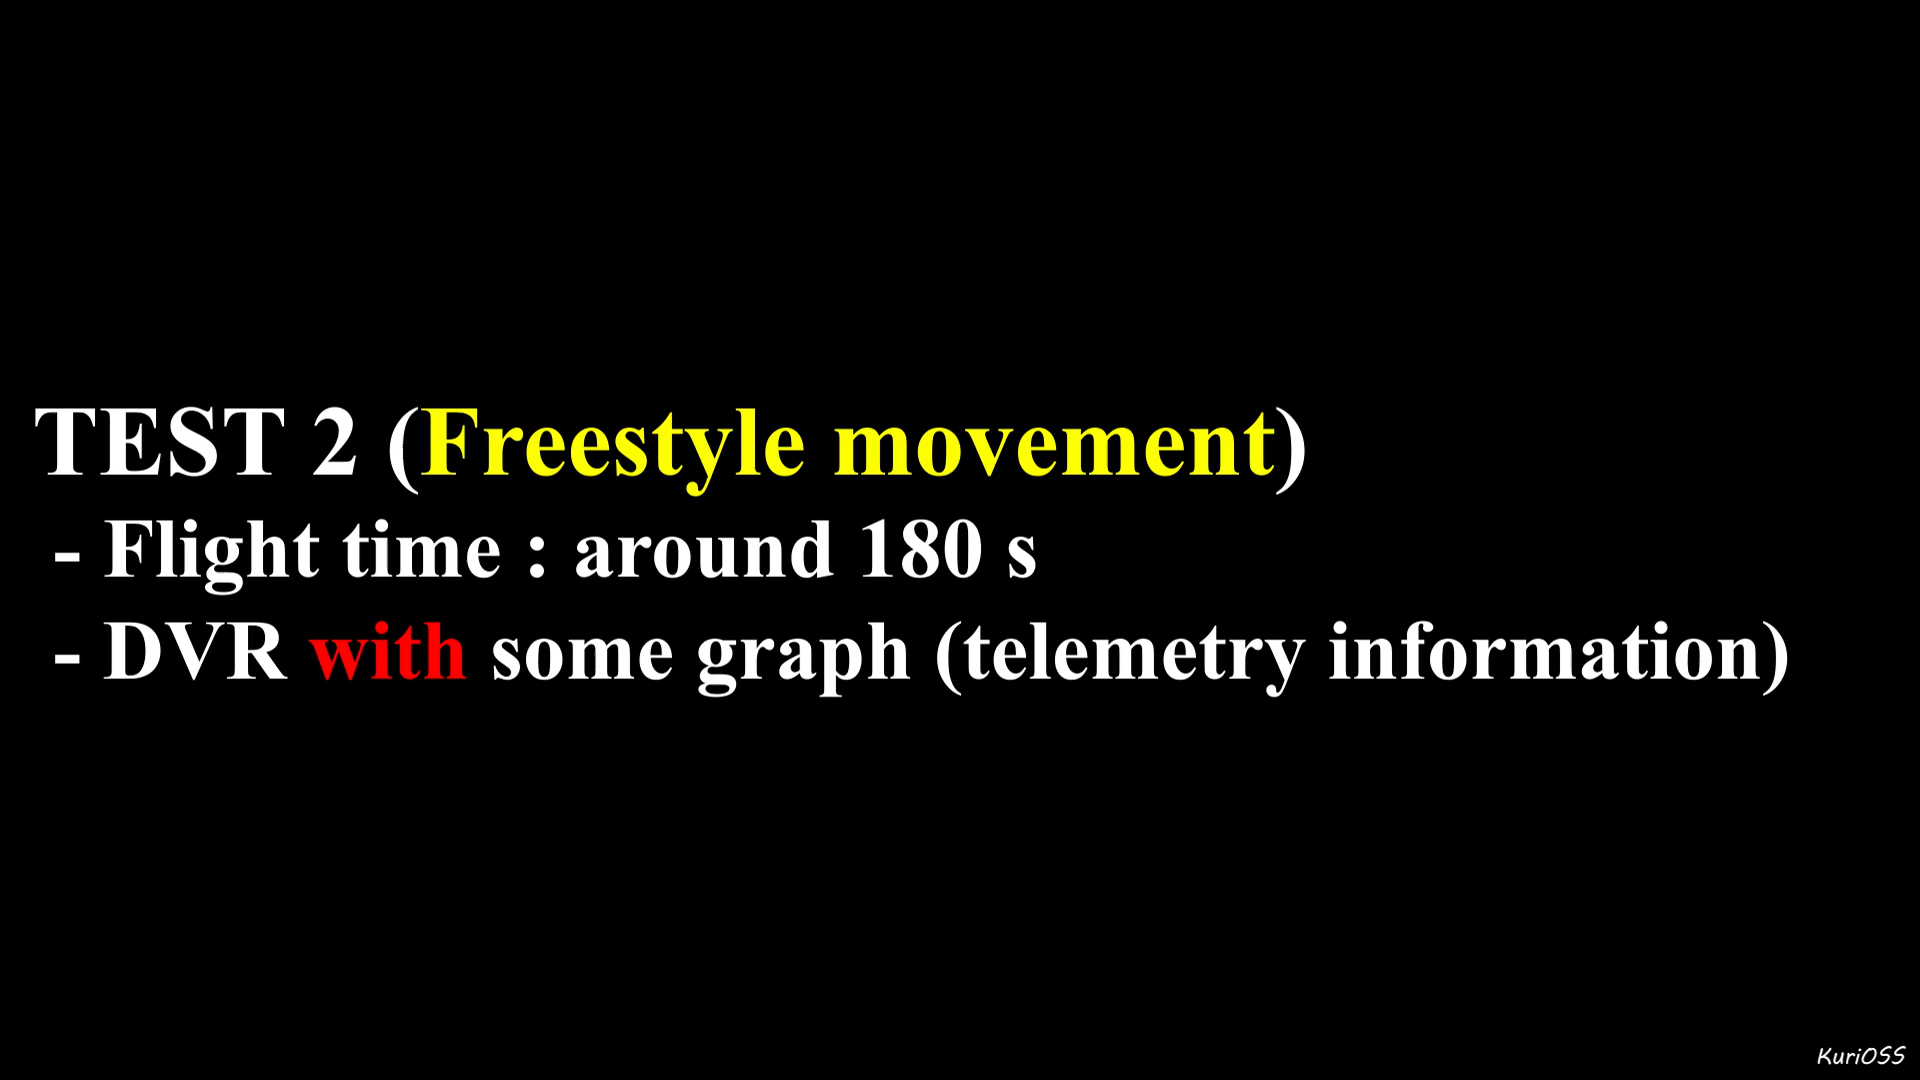 TEST 2 (Freestyle movement)
- Flight time : around 180 s
- DVR with some graph (telemetry information)
KuriOSS